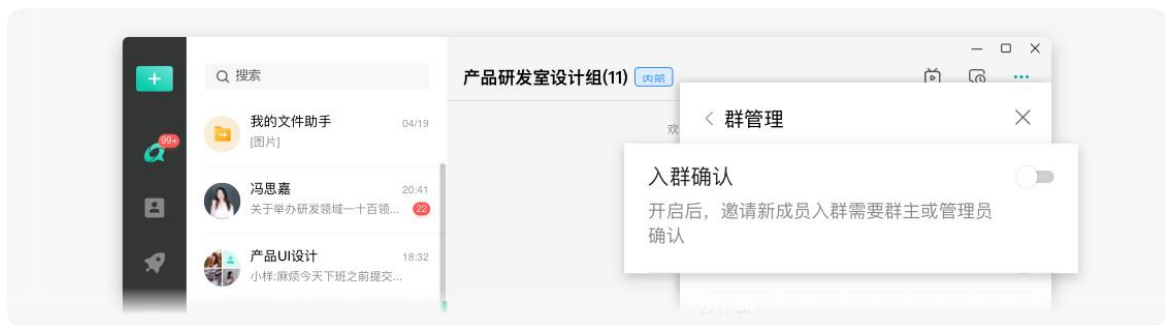 +
搜索
产品研发室设计组(11) 内部
我的文件助手 04/19
[图片]
99+
冯思嘉 20:41
关于举办研发领域一十百领... 22
产品UI设计 18:32
小样:麻烦今天下班之前提交...
欢
群管理
入群确认
开启后，邀请新成员入群需要群主或管理员
确认